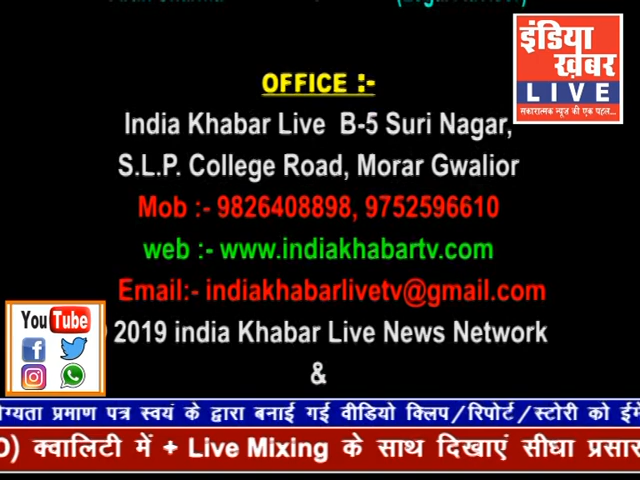 इंडिया
ख़बर
LIVE
सकारात्मक न्यूज की एक पहल...
OFFICE :-
India Khabar Live B-5 Suri Nagar,
S.L.P. College Road, Morar Gwalior
Mob :- 9826408898, 9752596610
web :- www.indiakhabartv.com
Email:- indiakhabarlivetv@gmail.com
2019 india Khabar Live News Network
&
You Tube
ग्यता प्रमाण पत्र स्वयं के द्वारा बनाई गई वीडियो क्लिप/रिपोर्ट/स्टोरी को ईमे
D) क्वालिटी में + Live Mixing के साथ दिखाएं सीधा प्रसार